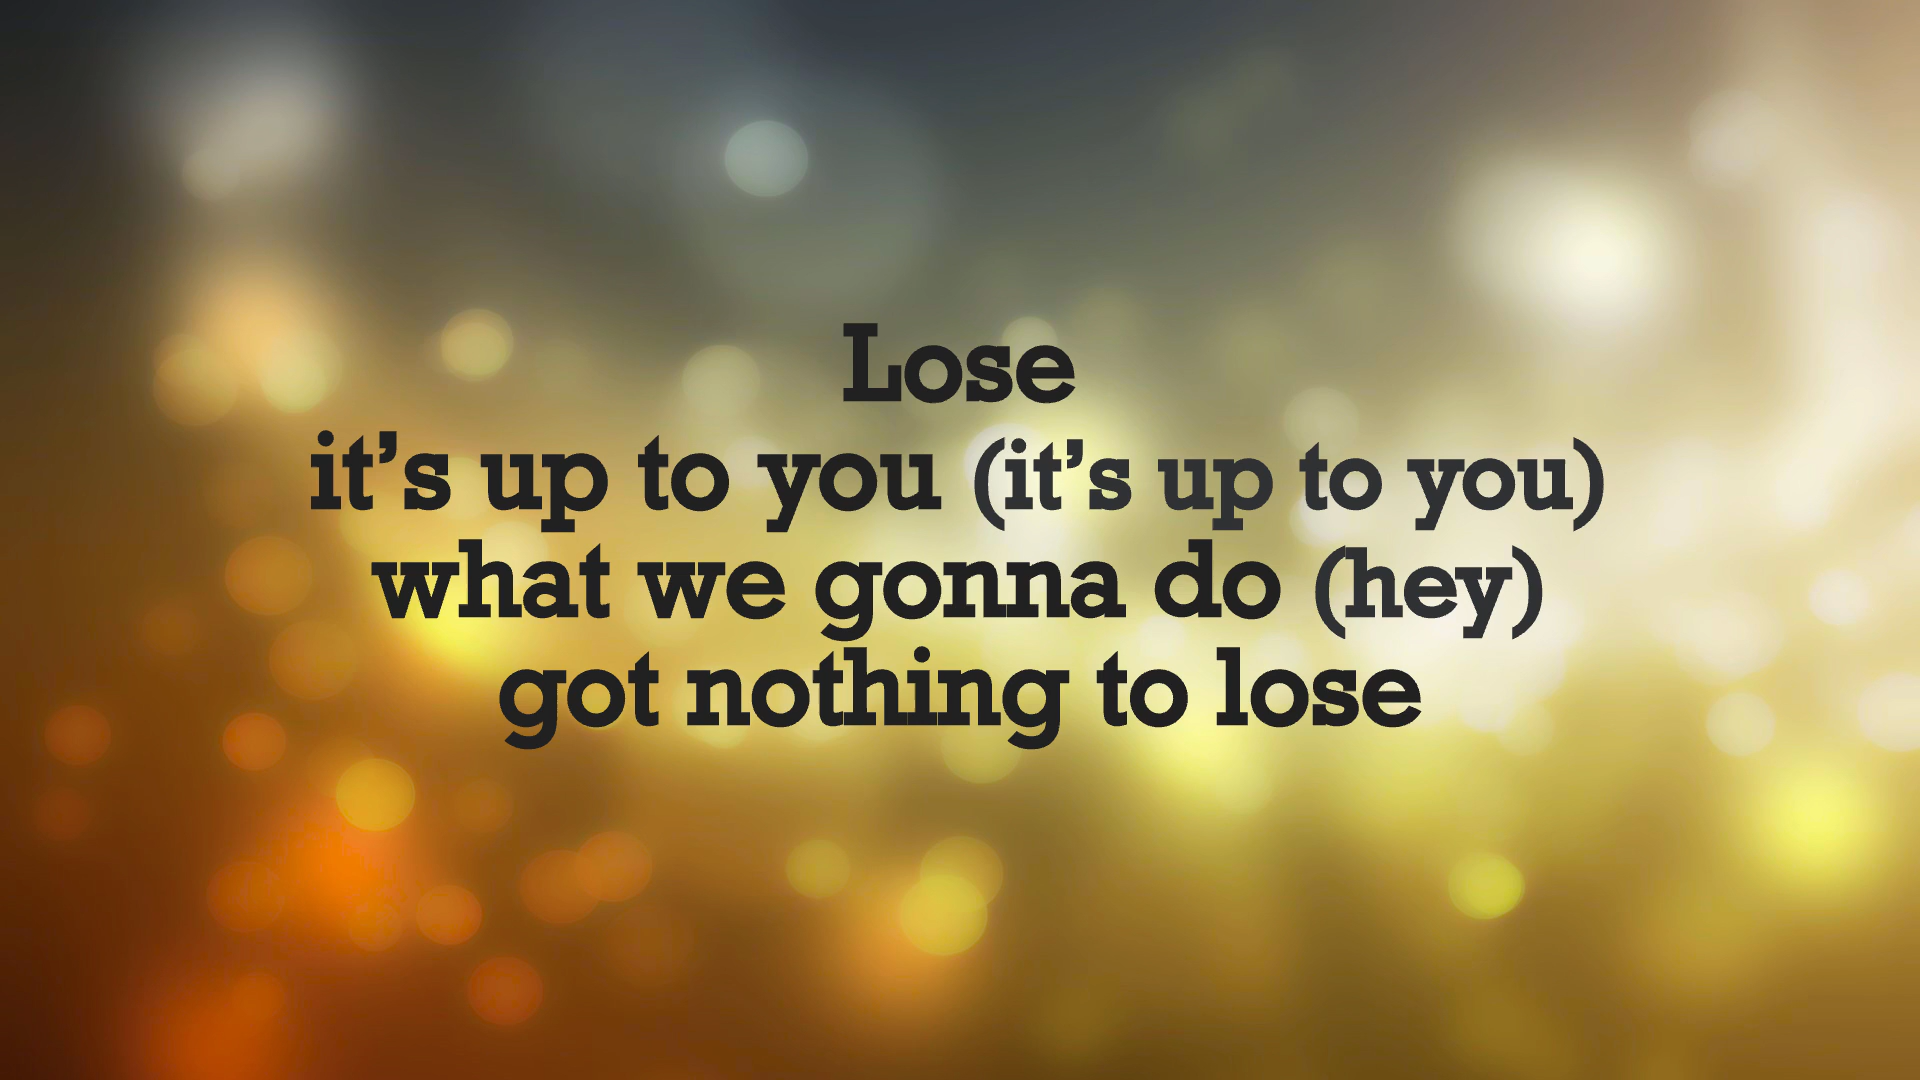 Lose
it’s up to you (it’s up to you)
what we gonna do (hey)
got nothing to lose